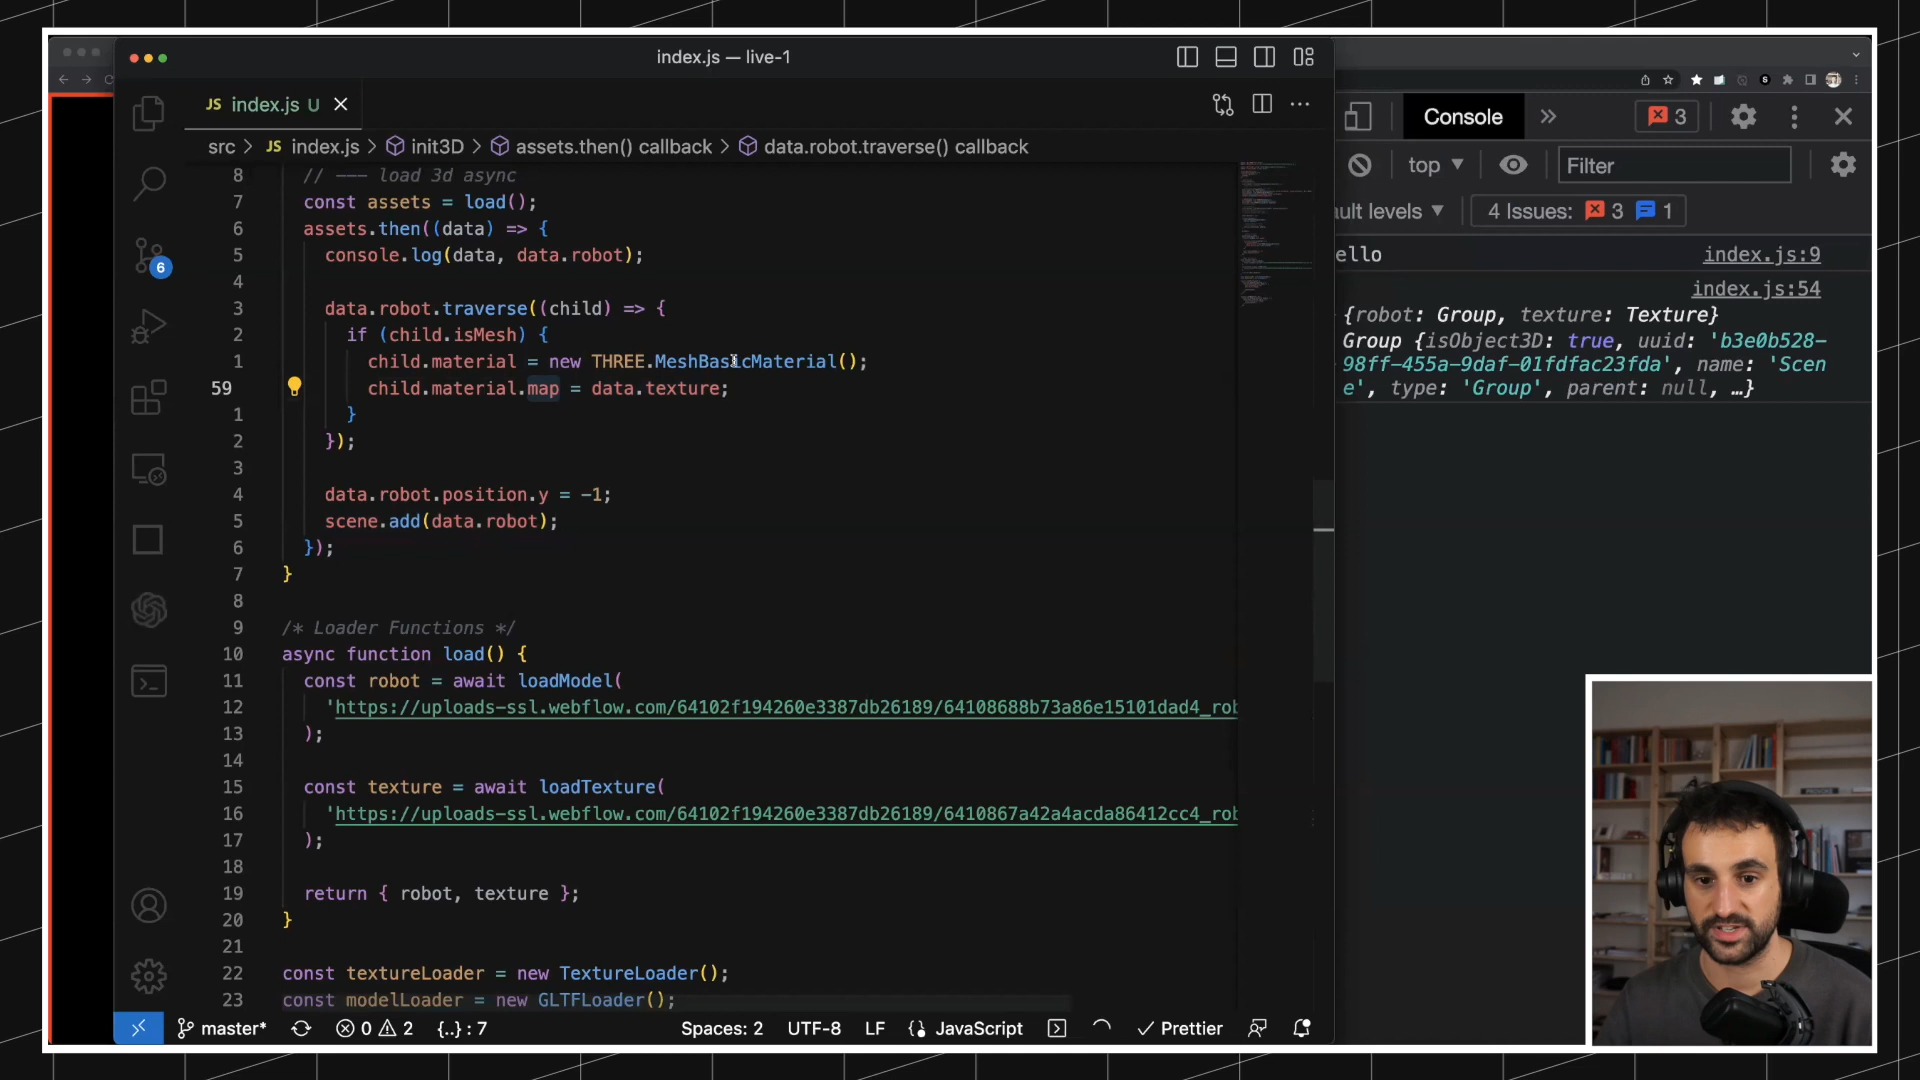 index.js — live-1
JS index.js U
src > JS index.js > init3D > assets.then() callback > data.robot.traverse() callback
8 // --- load 3d async
7 const assets = load();
6 assets.then((data) => {
5 console.log(data, data.robot);
4
3 data.robot.traverse((child) => {
2 if (child.isMesh) {
1 child.material = new THREE.MeshBasicMaterial();
59 child.material.map = data.texture;
1 }
2 });
3
4 data.robot.position.y = -1;
5 scene.add(data.robot);
6 });
7 }
8
9 /* Loader Functions */
10 async function load() {
11 const robot = await loadModel(
12 'https://uploads-ssl.webflow.com/64102f194260e3387db26189/64108688b73a86e15101dad4_rob
13 );
14
15 const texture = await loadTexture(
16 'https://uploads-ssl.webflow.com/64102f194260e3387db26189/6410867a42a4acda86412cc4_rob
17 );
18
19 return { robot, texture };
20 }
21
22 const textureLoader = new TextureLoader();
23 const modelLoader = new GLTFLoader();
6
master* 0 2 {..} : 7 Spaces: 2 UTF-8 LF JavaScript Prettier
Console 3
top Filter
ault levels 4 Issues: 3 1
ello index.js:9
index.js:54
{robot: Group, texture: Texture}
Group {isObject3D: true, uuid: 'b3e0b528-
98ff-455a-9daf-01fdfac23fda', name: 'Scen
e', type: 'Group', parent: null, …}